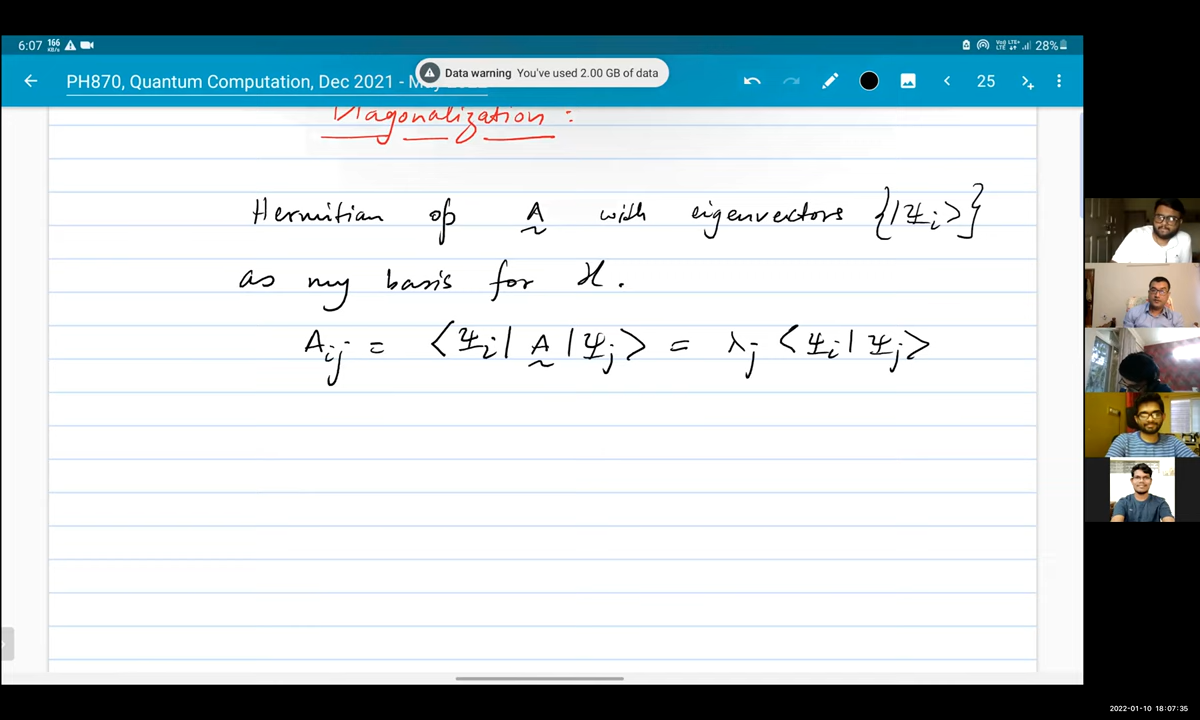 6:07 166 KB/s 28%
PH870, Quantum Computation, Dec 2021 - M
Data warning You've used 2.00 GB of data
25
Diagonalization :
Hermitian op A with eigenvectors {|Ψi>}
as my basis for H.
Aij = <Ψi| A |Ψj> = λj <Ψi|Ψj>
2022-01-10 18:07:35